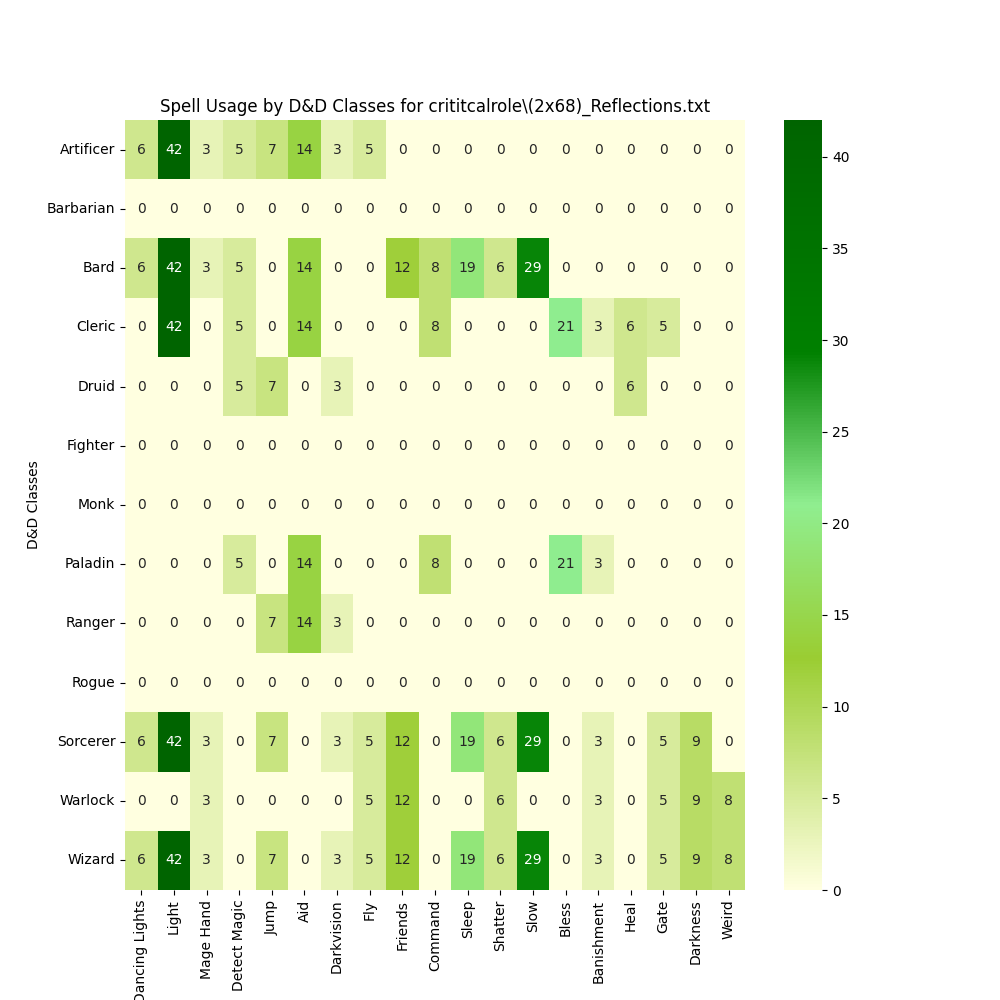 Spell Usage by D&D Classes for crititcalrole\(2x68)_Reflections.txt
D&D Classes
Artificer 6 42 3 5 7 14 3 5 0 0 0 0 0 0 0 0 0 0 0
Barbarian 0 0 0 0 0 0 0 0 0 0 0 0 0 0 0 0 0 0 0
Bard 6 42 3 5 0 14 0 0 12 8 19 6 29 0 0 0 0 0 0
Cleric 0 42 0 5 0 14 0 0 0 8 0 0 0 21 3 6 5 0 0
Druid 0 0 0 5 7 0 3 0 0 0 0 0 0 0 0 6 0 0 0
Fighter 0 0 0 0 0 0 0 0 0 0 0 0 0 0 0 0 0 0 0
Monk 0 0 0 0 0 0 0 0 0 0 0 0 0 0 0 0 0 0 0
Paladin 0 0 0 5 0 14 0 0 0 8 0 0 0 21 3 0 0 0 0
Ranger 0 0 0 0 7 14 3 0 0 0 0 0 0 0 0 0 0 0 0
Rogue 0 0 0 0 0 0 0 0 0 0 0 0 0 0 0 0 0 0 0
Sorcerer 6 42 3 0 7 0 3 5 12 0 19 6 29 0 3 0 5 9 0
Warlock 0 0 3 0 0 0 0 5 12 0 0 6 0 0 3 0 5 9 8
Wizard 6 42 3 0 7 0 3 5 12 0 19 6 29 0 3 0 5 9 8
Dancing Lights
Light
Mage Hand
Detect Magic
Jump
Aid
Darkvision
Fly
Friends
Command
Sleep
Shatter
Slow
Bless
Banishment
Heal
Gate
Darkness
Weird
40
35
30
25
20
15
10
5
0